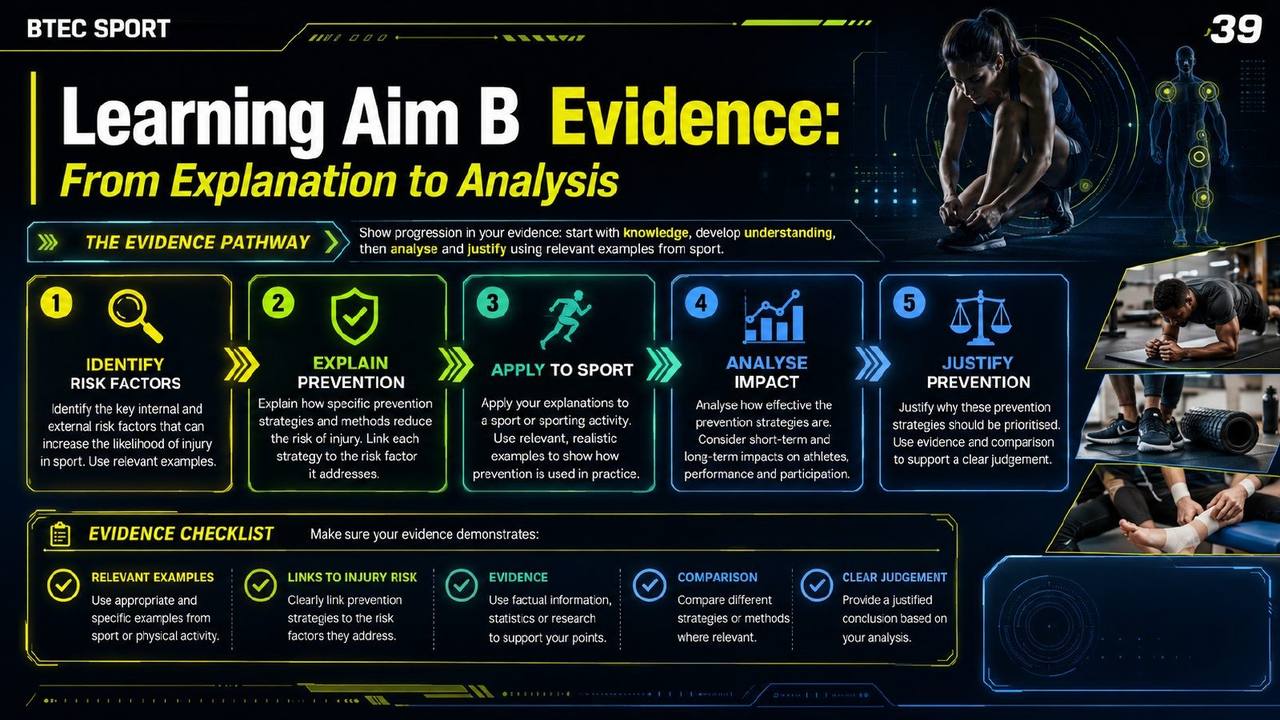 BTEC SPORT
39
Learning Aim B Evidence:
From Explanation to Analysis
THE EVIDENCE PATHWAY
Show progression in your evidence: start with knowledge, develop understanding,
then analyse and justify using relevant examples from sport.
1
IDENTIFY
RISK FACTORS
Identify the key internal and
external risk factors that can
increase the likelihood of injury
in sport. Use relevant examples.
2
EXPLAIN
PREVENTION
Explain how specific prevention
strategies and methods reduce
the risk of injury. Link each
strategy to the risk factor
it addresses.
3
APPLY TO SPORT
Apply your explanations to
a sport or sporting activity.
Use relevant, realistic
examples to show how
prevention is used in practice.
4
ANALYSE
IMPACT
Analyse how effective the
prevention strategies are.
Consider short-term and
long-term impacts on athletes,
performance and participation.
5
JUSTIFY
PREVENTION
Justify why these prevention
strategies should be prioritised.
Use evidence and comparison
to support a clear judgement.
EVIDENCE CHECKLIST
Make sure your evidence demonstrates:
RELEVANT EXAMPLES
Use appropriate and
specific examples from
sport or physical activity.
LINKS TO INJURY RISK
Clearly link prevention
strategies to the risk
factors they address.
EVIDENCE
Use factual information,
statistics or research
to support your points.
COMPARISON
Compare different
strategies or methods
where relevant.
CLEAR JUDGEMENT
Provide a justified
conclusion based on
your analysis.